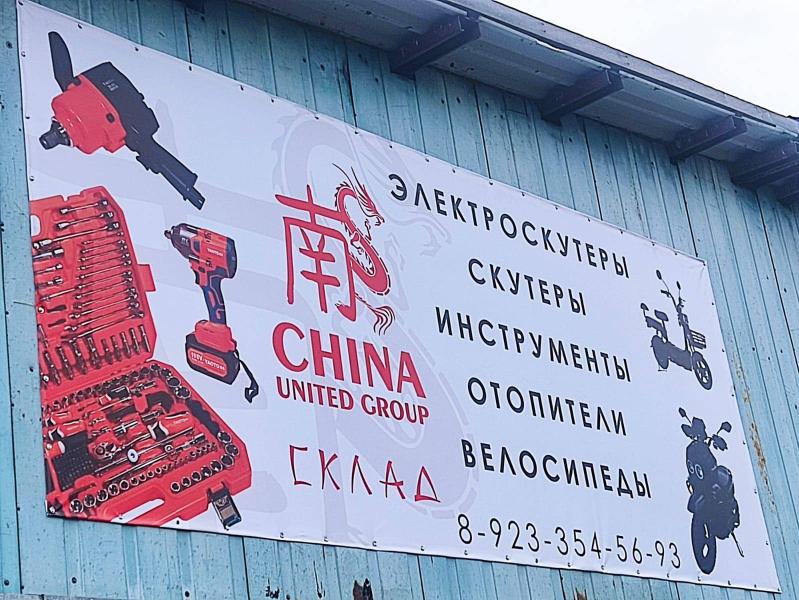 南
CHINA
UNITED GROUP
СКЛАД
ЭЛЕКТРОСКУТЕРЫ
СКУТЕРЫ
ИНСТРУМЕНТЫ
ОТОПИТЕЛИ
ВЕЛОСИПЕДЫ
8-923-354-56-93